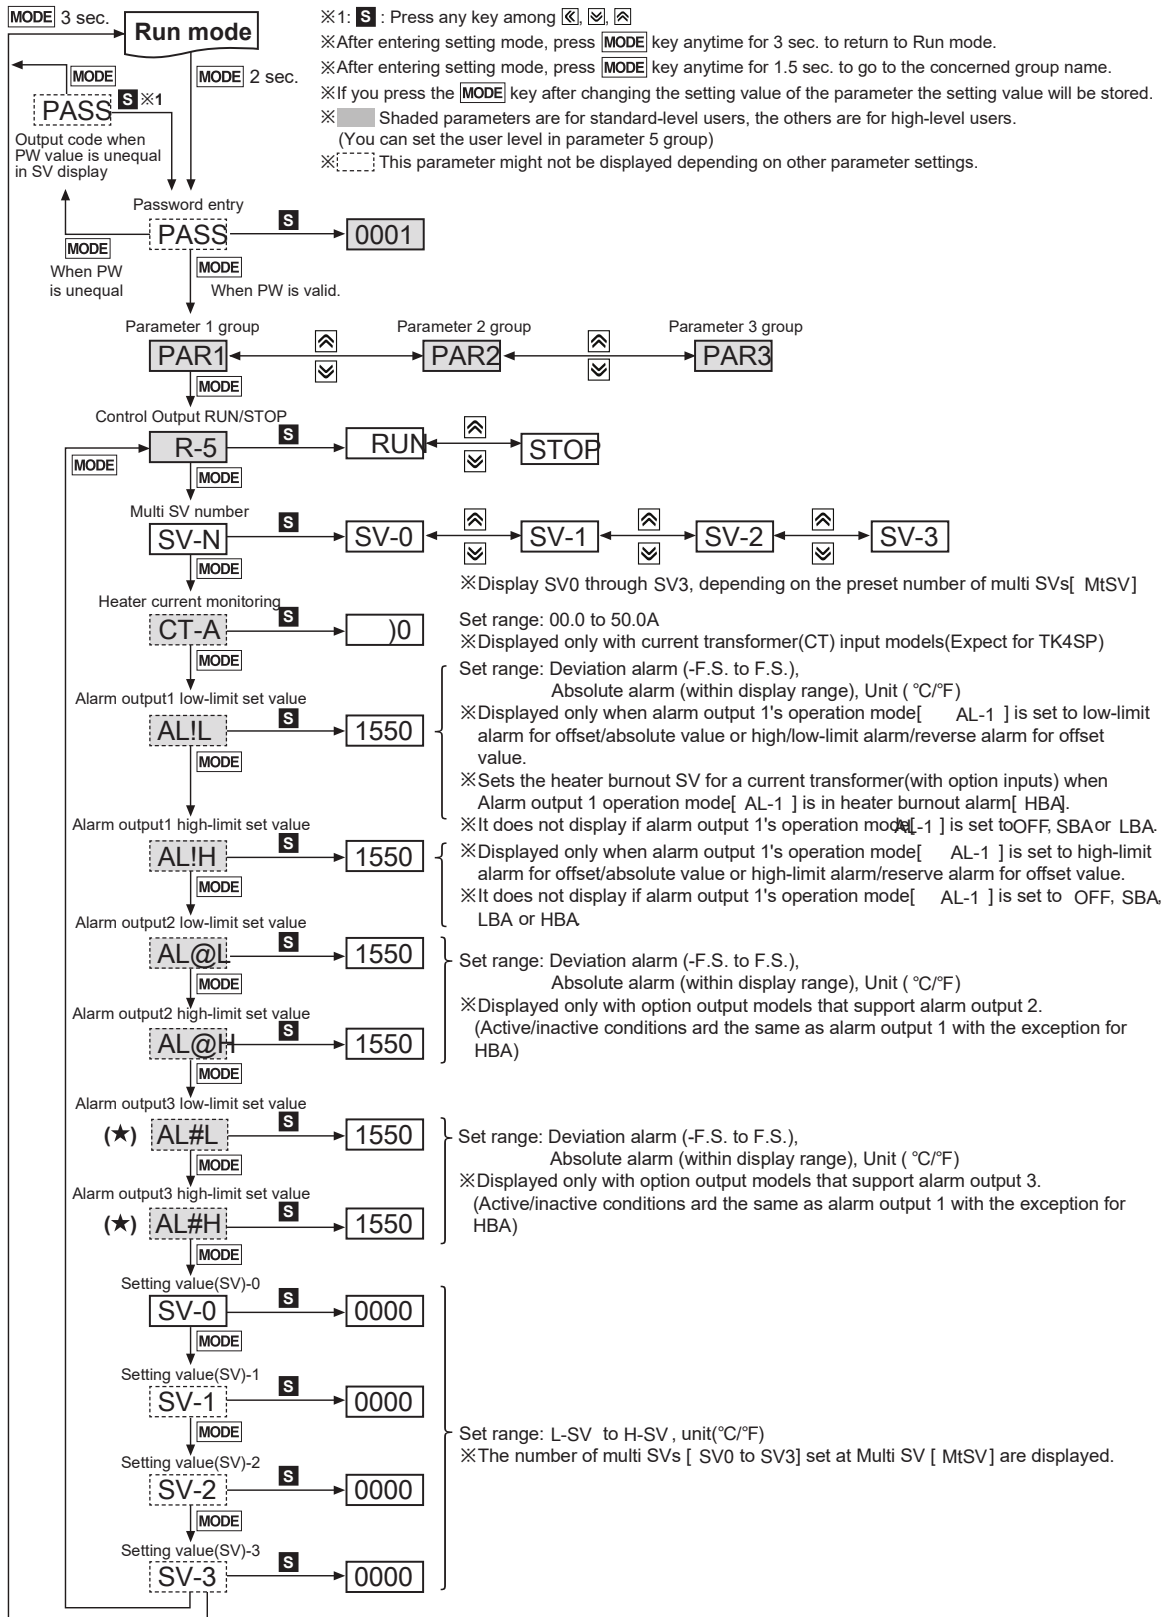 MODE 3 sec.
Run mode
※1: S : Press any key among «, ︾, ︽
※After entering setting mode, press MODE key anytime for 3 sec. to return to Run mode.
※After entering setting mode, press MODE key anytime for 1.5 sec. to go to the concerned group name.
※If you press the MODE key after changing the setting value of the parameter the setting value will be stored.
※ Shaded parameters are for standard-level users, the others are for high-level users.
(You can set the user level in parameter 5 group)
※ This parameter might not be displayed depending on other parameter settings.
MODE
MODE 2 sec.
PASS
S ※1
Output code when
PW value is unequal
in SV display
Password entry
PASS
S
0001
MODE
When PW
is unequal
MODE
When PW is valid.
Parameter 1 group
Parameter 2 group
Parameter 3 group
PAR1
PAR2
PAR3
MODE
Control Output RUN/STOP
R-5
S
RUN
STOP
MODE
MODE
Multi SV number
SV-N
S
SV-0
SV-1
SV-2
SV-3
MODE
※Display SV0 through SV3, depending on the preset number of multi SVs[ MtSV]
Heater current monitoring
CT-A
S
)0
MODE
Set range: 00.0 to 50.0A
※Displayed only with current transformer(CT) input models(Expect for TK4SP)
Alarm output1 low-limit set value
AL!L
S
1550
MODE
Set range: Deviation alarm (-F.S. to F.S.),
Absolute alarm (within display range), Unit ( °C/°F)
※Displayed only when alarm output 1's operation mode[ AL-1 ] is set to low-limit
alarm for offset/absolute value or high/low-limit alarm/reverse alarm for offset
value.
※Sets the heater burnout SV for a current transformer(with option inputs) when
Alarm output 1 operation mode[ AL-1 ] is in heater burnout alarm[ HBA].
※It does not display if alarm output 1's operation mode[ AL-1 ] is set to OFF, SBA or LBA.
Alarm output1 high-limit set value
AL!H
S
1550
MODE
※Displayed only when alarm output 1's operation mode[ AL-1 ] is set to high-limit
alarm for offset/absolute value or high-limit alarm/reserve alarm for offset value.
※It does not display if alarm output 1's operation mode[ AL-1 ] is set to OFF, SBA,
LBA or HBA.
Alarm output2 low-limit set value
AL@L
S
1550
MODE
Set range: Deviation alarm (-F.S. to F.S.),
Absolute alarm (within display range), Unit ( °C/°F)
※Displayed only with option output models that support alarm output 2.
(Active/inactive conditions ard the same as alarm output 1 with the exception for
HBA)
Alarm output2 high-limit set value
AL@H
S
1550
MODE
Alarm output3 low-limit set value
(★) AL#L
S
1550
MODE
Set range: Deviation alarm (-F.S. to F.S.),
Absolute alarm (within display range), Unit ( °C/°F)
※Displayed only with option output models that support alarm output 3.
(Active/inactive conditions ard the same as alarm output 1 with the exception for
HBA)
Alarm output3 high-limit set value
(★) AL#H
S
1550
MODE
Setting value(SV)-0
SV-0
S
0000
MODE
Setting value(SV)-1
SV-1
S
0000
MODE
Set range: L-SV to H-SV , unit(°C/°F)
※The number of multi SVs [ SV0 to SV3] set at Multi SV [ MtSV] are displayed.
Setting value(SV)-2
SV-2
S
0000
MODE
Setting value(SV)-3
SV-3
S
0000